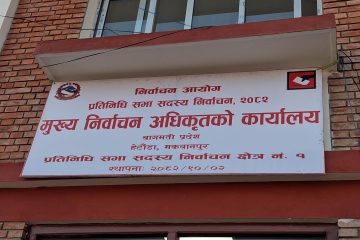 निर्वाचन आयोग
प्रतिनिधि सभा सदस्य निर्वाचन, २०८२
मुख्य निर्वाचन अधिकृतको कार्यालय
बागमती प्रदेश
हेटौंडा, मकवानपुर
प्रतिनिधि सभा सदस्य निर्वाचन क्षेत्र नं. १
स्थापनाः २०८२/१०/०२